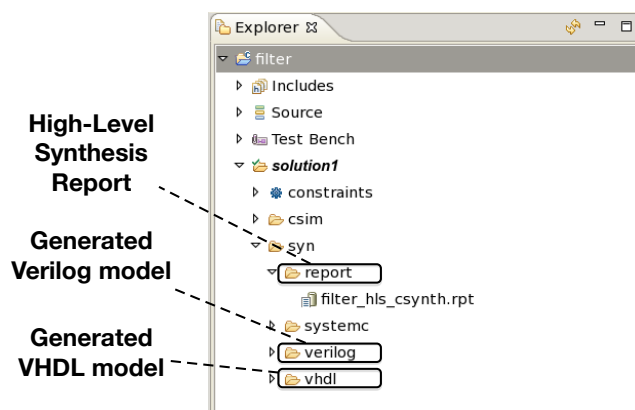 Explorer
filter
Includes
Source
Test Bench
solution1
constraints
csim
syn
report
filter_hls_csynth.rpt
systemc
verilog
vhdl
High-Level
Synthesis
Report
Generated
Verilog model
Generated
VHDL model